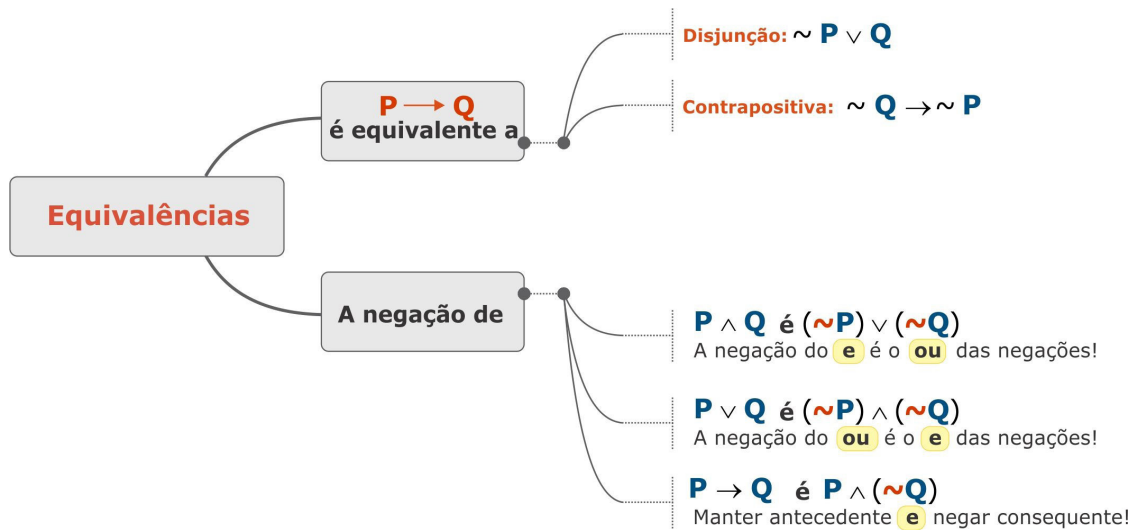 Equivalências
P → Q
é equivalente a
Disjunção: ~ P ∨ Q
Contrapositiva: ~ Q → ~ P
A negação de
P ∧ Q é (~P) ∨ (~Q)
A negação do e é o ou das negações!
P ∨ Q é (~P) ∧ (~Q)
A negação do ou é o e das negações!
P → Q é P ∧ (~Q)
Manter antecedente e negar consequente!